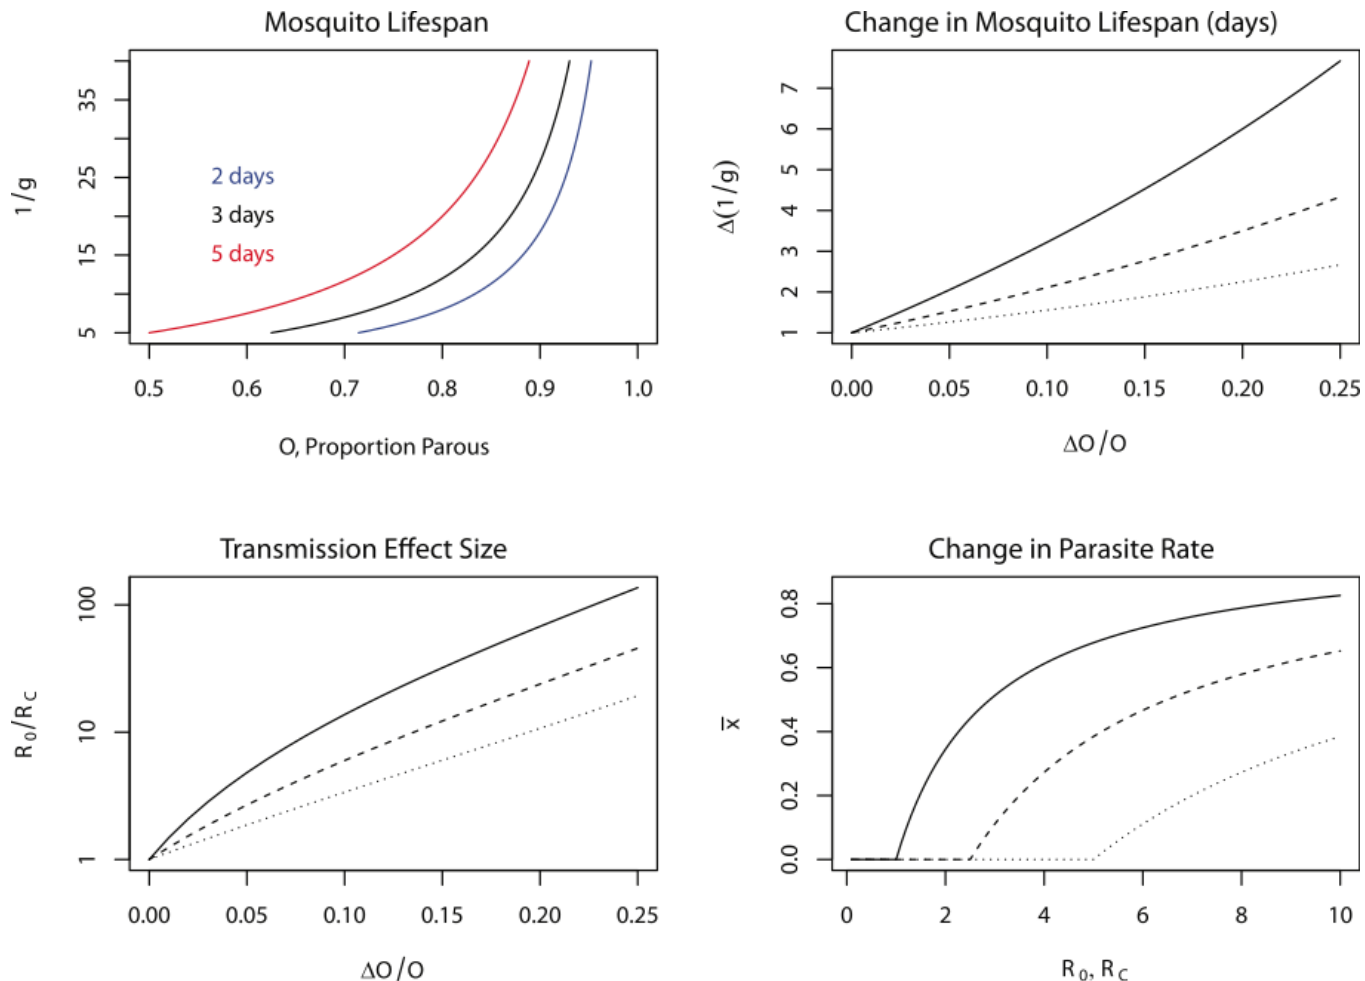 Mosquito Lifespan
1/g
35
25
15
5
2 days
3 days
5 days
0.5 0.6 0.7 0.8 0.9 1.0
O, Proportion Parous
Change in Mosquito Lifespan (days)
Δ(1/g)
7
6
5
4
3
2
1
0.00 0.05 0.10 0.15 0.20 0.25
ΔO/O
Transmission Effect Size
R0/RC
100
10
1
0.00 0.05 0.10 0.15 0.20 0.25
ΔO/O
Change in Parasite Rate
x̅
0.8
0.6
0.4
0.2
0.0
0 2 4 6 8 10
R0, RC